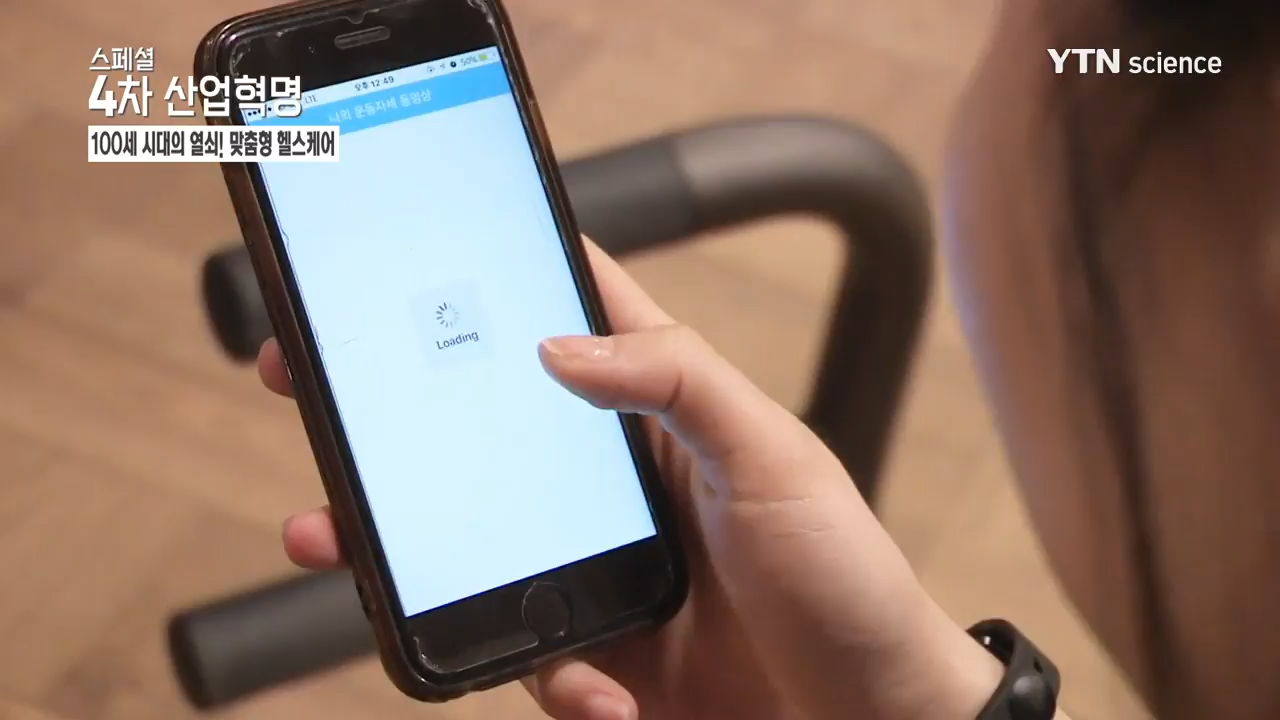 스페셜
4차 산업혁명
100세 시대의 열쇠! 맞춤형 헬스케어
YTN science
LTE 오후 12:49 50%
나의 운동자세 동영상
Loading